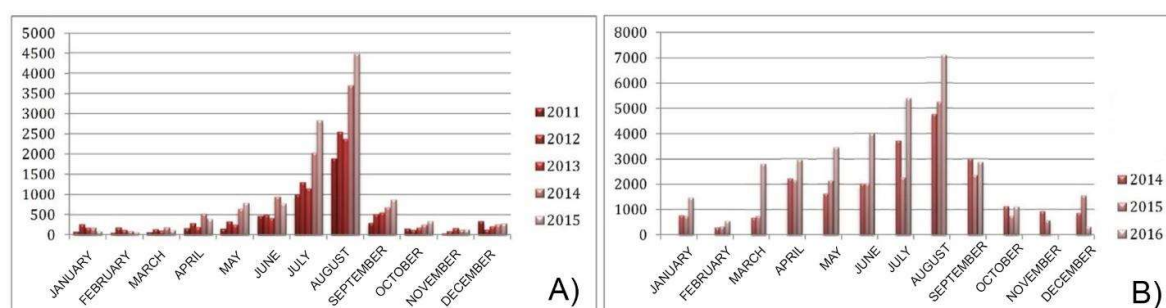 5000
4500
4000
3500
3000
2500
2000
1500
1000
500
0
JANUARY
FEBRUARY
MARCH
APRIL
MAY
JUNE
JULY
AUGUST
SEPTEMBER
OCTOBER
NOVEMBER
DECEMBER
2011
2012
2013
2014
2015
A)
8000
7000
6000
5000
4000
3000
2000
1000
0
JANUARY
FEBRUARY
MARCH
APRIL
MAY
JUNE
JULY
AUGUST
SEPTEMBER
OCTOBER
NOVEMBER
DECEMBER
2014
2015
2016
B)